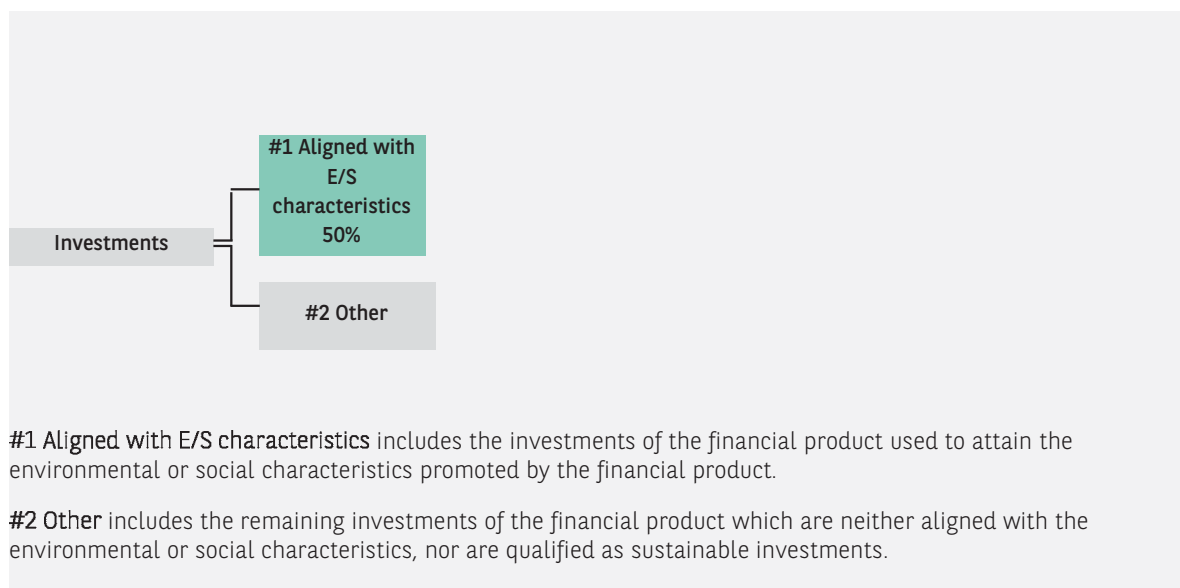 #1 Aligned with
E/S
characteristics
50%
Investments
#2 Other
#1 Aligned with E/S characteristics includes the investments of the financial product used to attain the
environmental or social characteristics promoted by the financial product.
#2 Other includes the remaining investments of the financial product which are neither aligned with the
environmental or social characteristics, nor are qualified as sustainable investments.